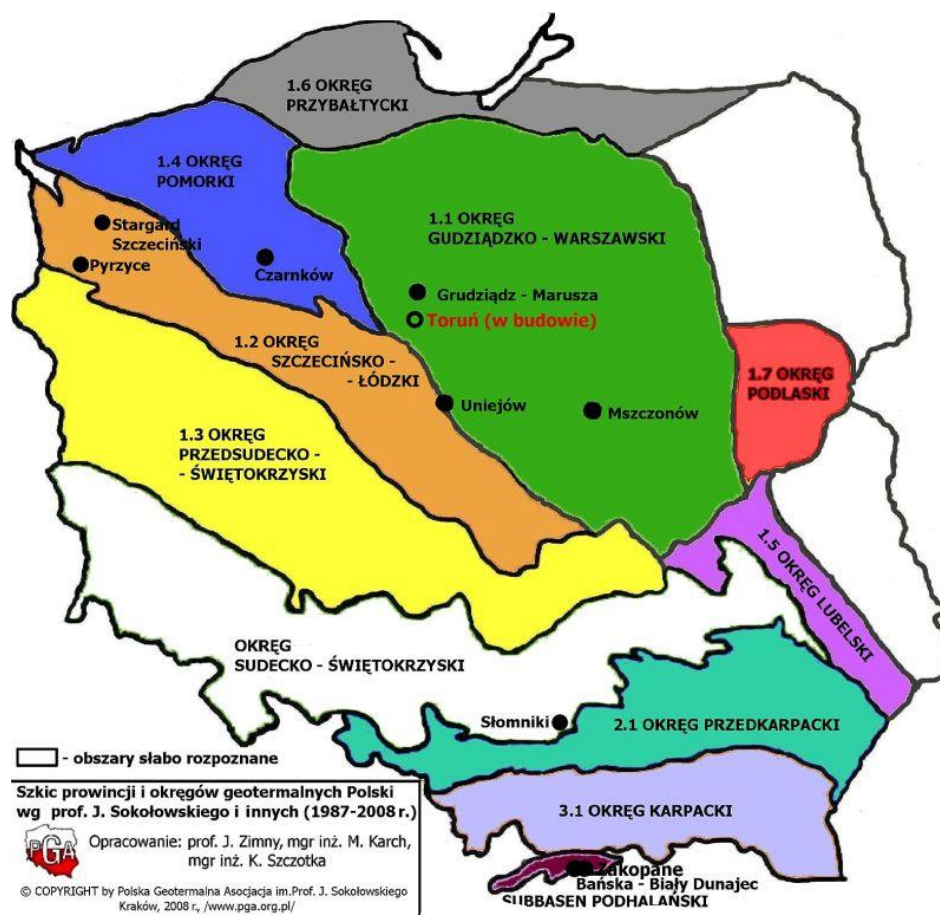 1.6 OKRĘG
PRZYBAŁTYCKI
1.4 OKRĘG
POMORKI
1.1 OKRĘG
GUDZIĄDZKO - WARSZAWSKI
Stargard
Szczeciński
Pyrzyce
Czarnków
Grudziądz - Marusza
Toruń (w budowie)
1.2 OKRĘG
SZCZECIŃSKO -
- ŁÓDZKI
1.7 OKRĘG
PODLASKI
Uniejów
Mszczonów
1.3 OKRĘG
PRZEDSUDECKO -
- ŚWIĘTOKRZYSKI
1.5 OKRĘG LUBELSKI
OKRĘG
SUDECKO - ŚWIĘTOKRZYSKI
Słomniki
2.1 OKRĘG PRZEDKARPACKI
- obszary słabo rozpoznane
3.1 OKRĘG KARPACKI
Szkic prowincji i okręgów geotermalnych Polski
wg prof. J. Sokołowskiego i innych (1987-2008 r.)
PGA
Opracowanie: prof. J. Zimny, mgr inż. M. Karch,
mgr inż. K. Szczotka
© COPYRIGHT by Polska Geotermalna Asocjacja im.Prof. J. Sokołowskiego
Kraków, 2008 r., /www.pga.org.pl/
Zakopane
Bańska - Biały Dunajec
SUBBASEN PODHALAŃSKI